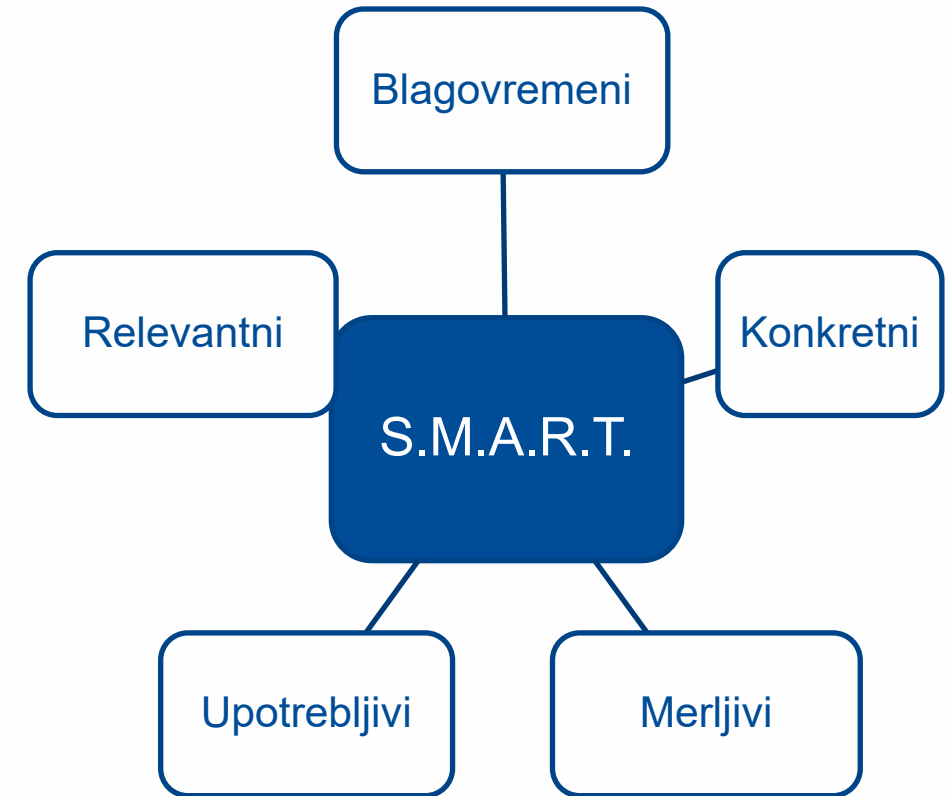 Blagovremeni
Relevantni
Konkretni
S.M.A.R.T.
Upotrebljivi
Merljivi